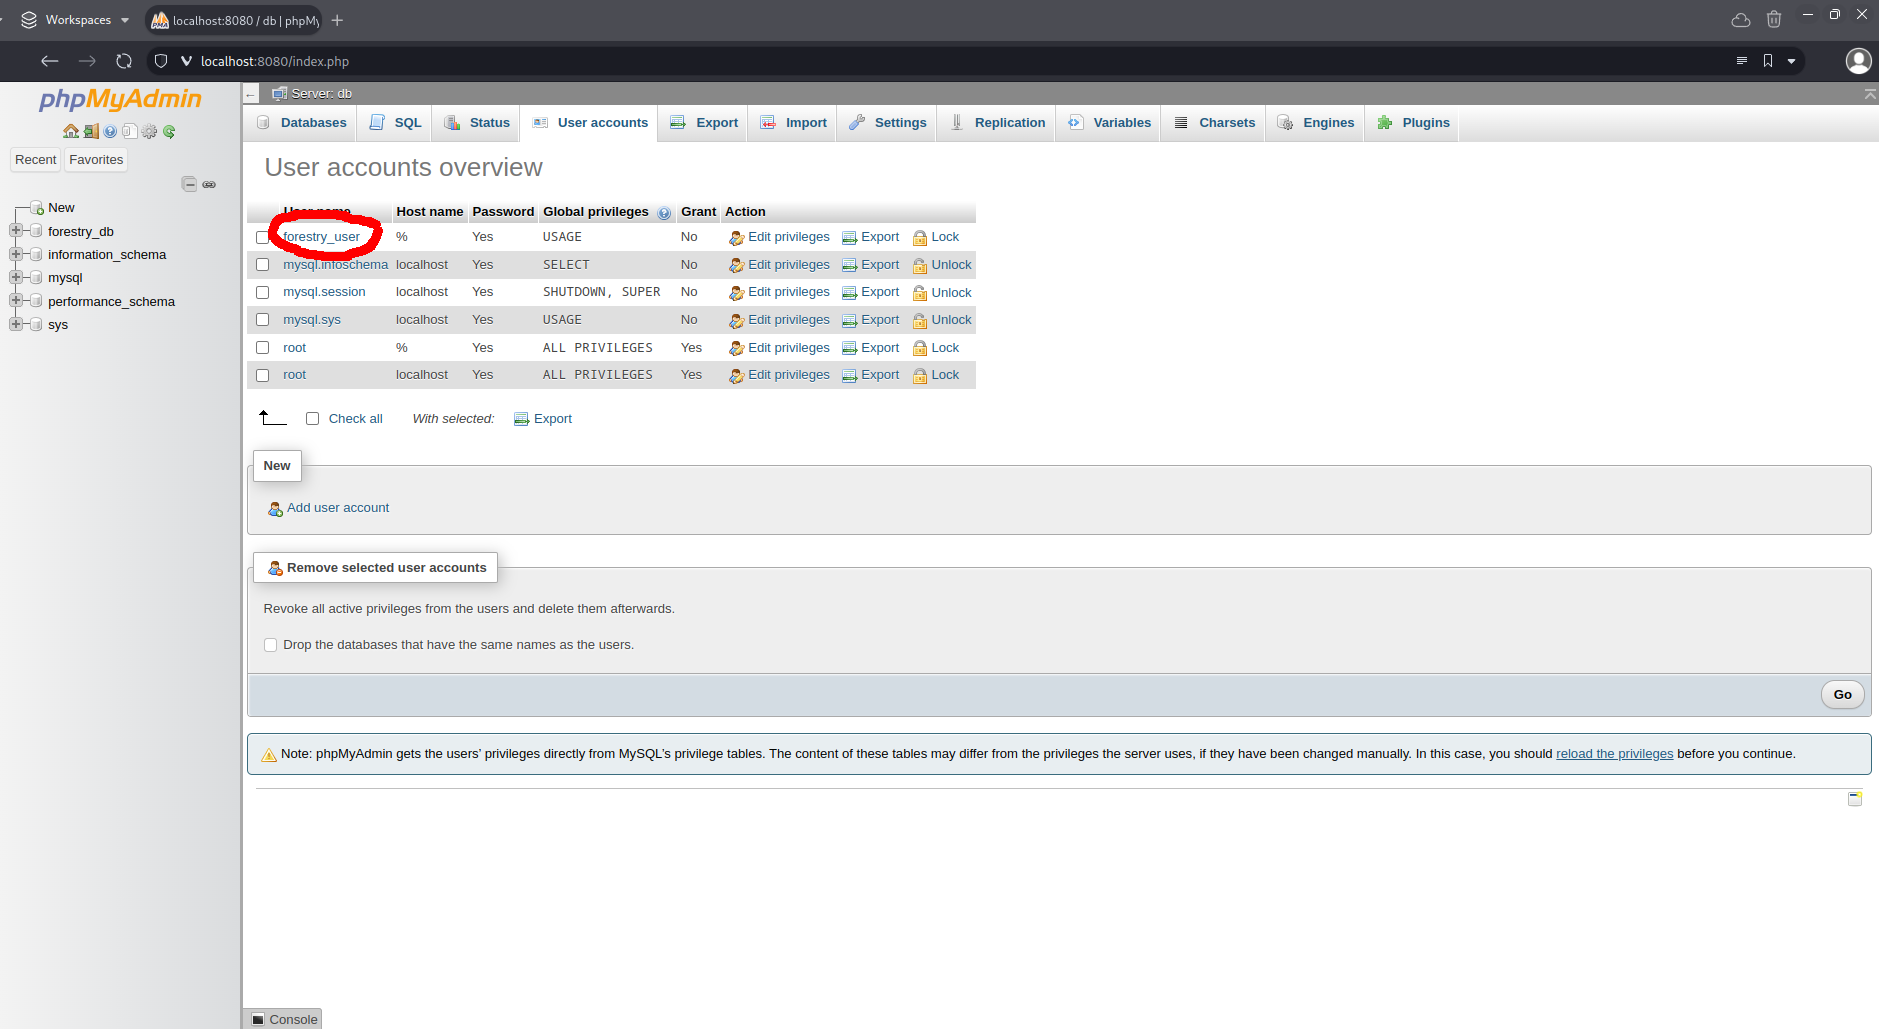 Workspaces
localhost:8080 / db | phpMy
localhost:8080/index.php
phpMyAdmin
Recent Favorites
New
forestry_db
information_schema
mysql
performance_schema
sys
Server: db
Databases SQL Status User accounts Export Import Settings Replication Variables Charsets Engines Plugins
User accounts overview
User name Host name Password Global privileges Grant Action
forestry_user % Yes USAGE No Edit privileges Export Lock
mysql.infoschema localhost Yes SELECT No Edit privileges Export Unlock
mysql.session localhost Yes SHUTDOWN, SUPER No Edit privileges Export Unlock
mysql.sys localhost Yes USAGE No Edit privileges Export Unlock
root % Yes ALL PRIVILEGES Yes Edit privileges Export Lock
root localhost Yes ALL PRIVILEGES Yes Edit privileges Export Lock
Check all With selected: Export
New
Add user account
Remove selected user accounts
Revoke all active privileges from the users and delete them afterwards.
Drop the databases that have the same names as the users.
Go
Note: phpMyAdmin gets the users' privileges directly from MySQL's privilege tables. The content of these tables may differ from the privileges the server uses, if they have been changed manually. In this case, you should reload the privileges before you continue.
Console